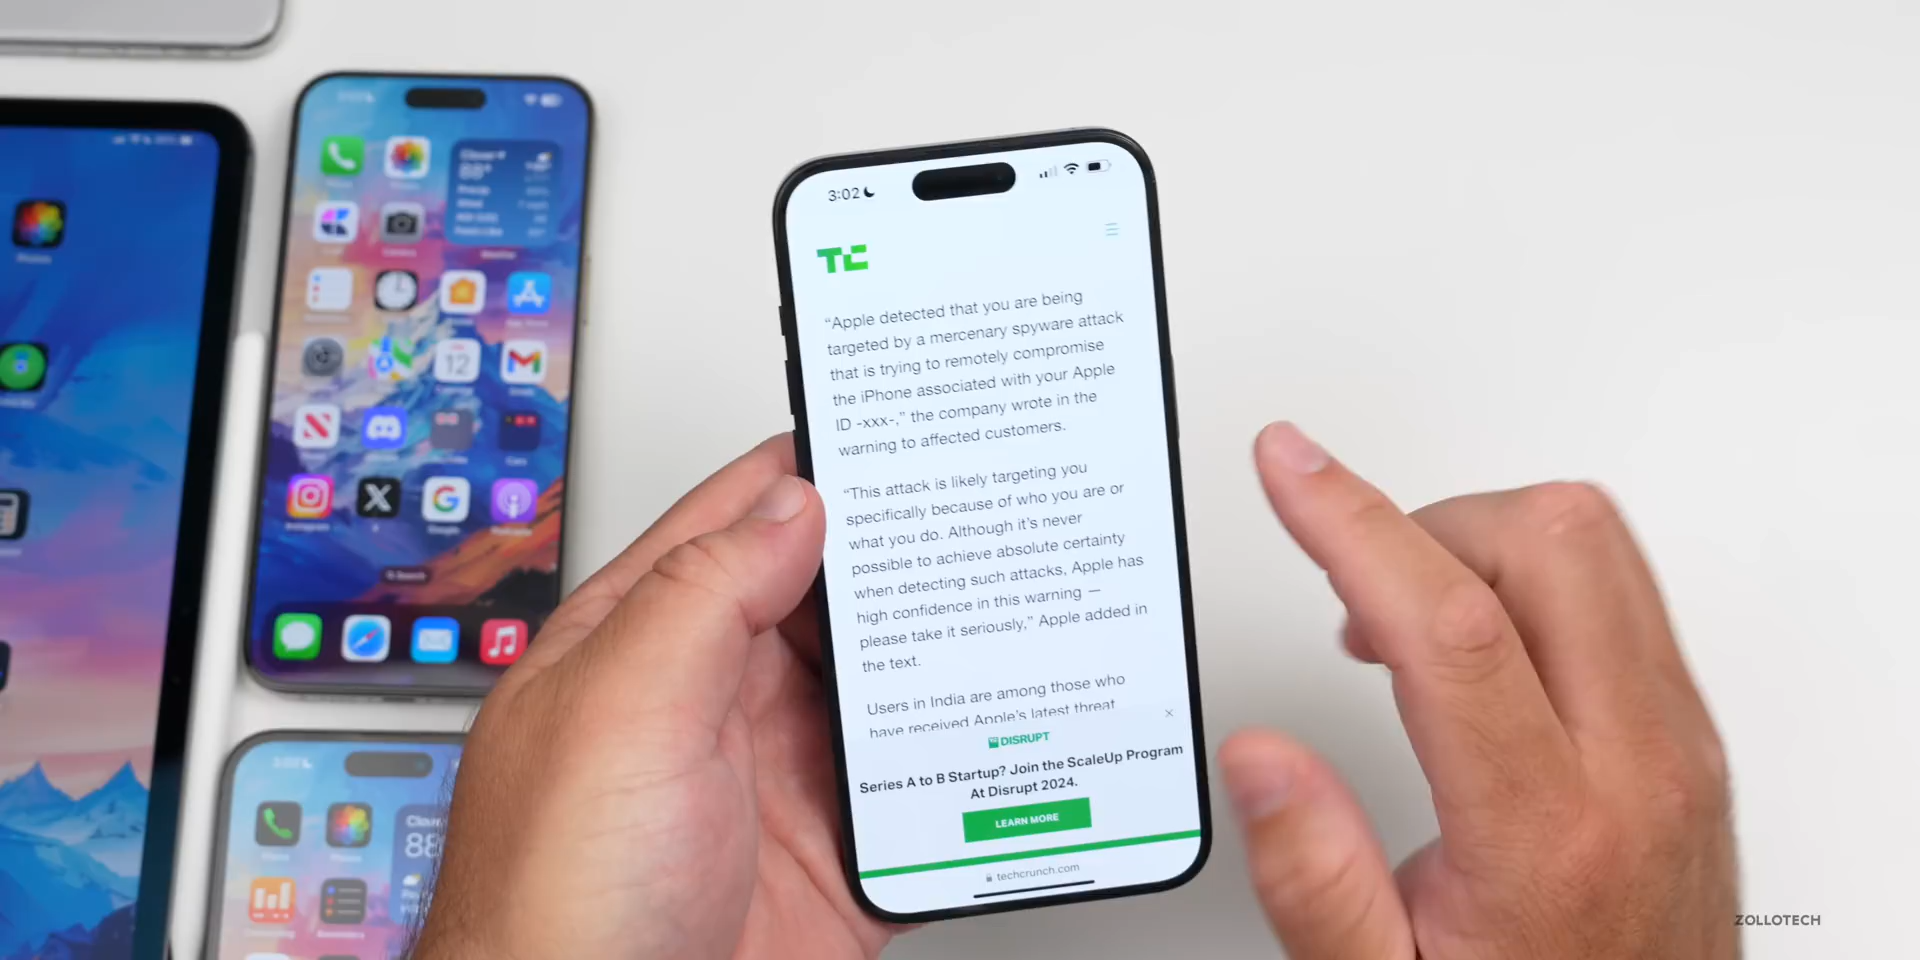 3:02
TC
“Apple detected that you are being
targeted by a mercenary spyware attack
that is trying to remotely compromise
the iPhone associated with your Apple
ID -xxx-,” the company wrote in the
warning to affected customers.
“This attack is likely targeting you
specifically because of who you are or
what you do. Although it’s never
possible to achieve absolute certainty
when detecting such attacks, Apple has
high confidence in this warning —
please take it seriously,” Apple added in
the text.
Users in India are among those who
have received Apple’s latest threat
DISRUPT
Series A to B Startup? Join the ScaleUp Program
At Disrupt 2024.
LEARN MORE
techcrunch.com
12
88
ZOLLOTECH